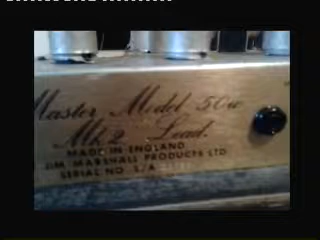 Master Model 50w
Mk2 Lead.
MADE IN ENGLAND
JIM MARSHALL PRODUCTS LTD
SERIAL NO. S/A